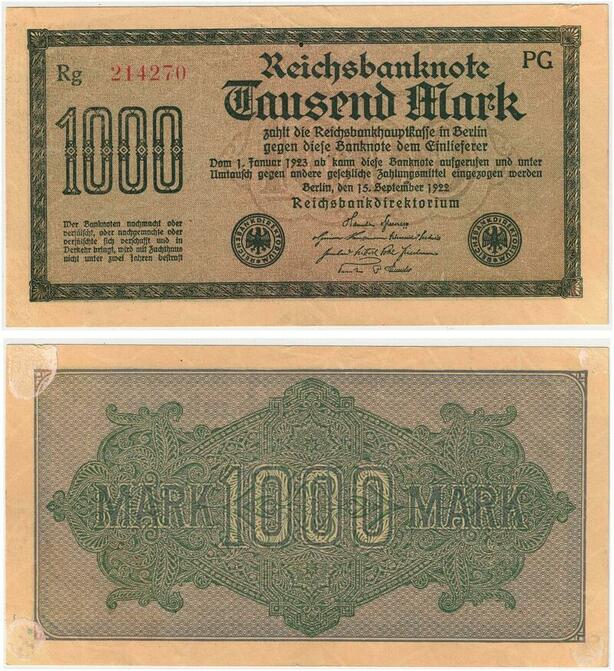 Rg 214270
PG
1000
Reichsbanknote
Tausend Mark
zahlt die Reichsbankhauptkasse in Berlin
gegen diese Banknote dem Einlieferer
Vom 1. Januar 1923 ab kann diese Banknote aufgerufen und unter
Umtausch gegen andere gesetzliche Zahlungsmittel eingezogen werden
Berlin, den 15. September 1922
Reichsbankdirektorium
Wer Banknoten nachmacht oder
verfälscht, oder nachgemachte oder
verfälschte sich verschafft und in
Verkehr bringt, wird mit Zuchthaus
nicht unter zwei Jahren bestraft
REICHSBANKDIREKTORIUM
REICHSBANKDIREKTORIUM
MARK 1000 MARK